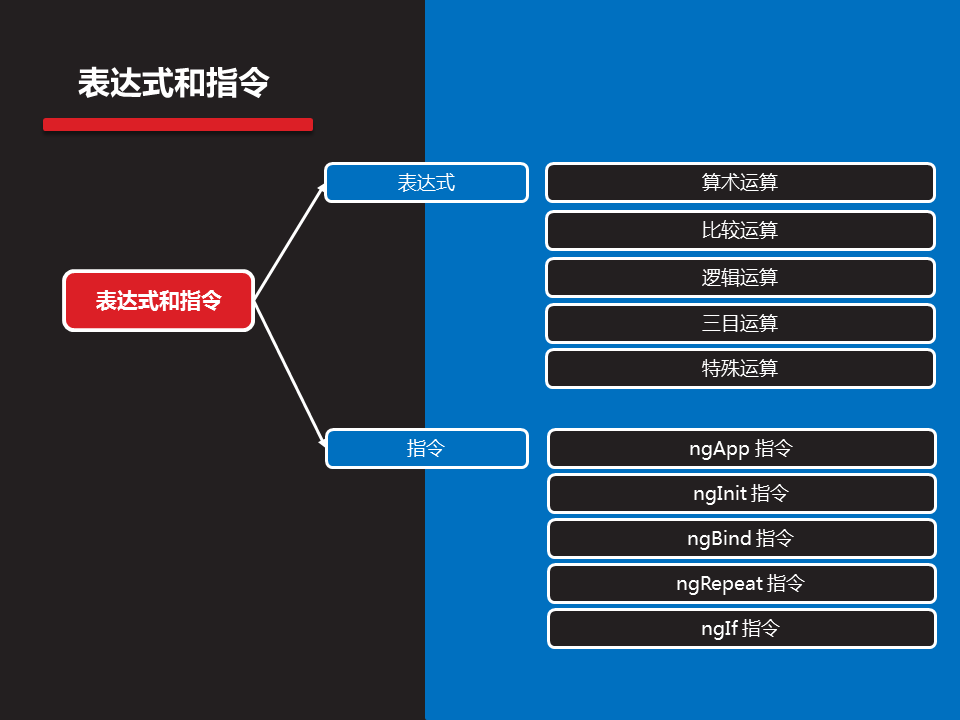 表达式和指令
表达式和指令
表达式
算术运算
比较运算
逻辑运算
三目运算
特殊运算
指令
ngApp 指令
ngInit 指令
ngBind 指令
ngRepeat 指令
ngIf 指令